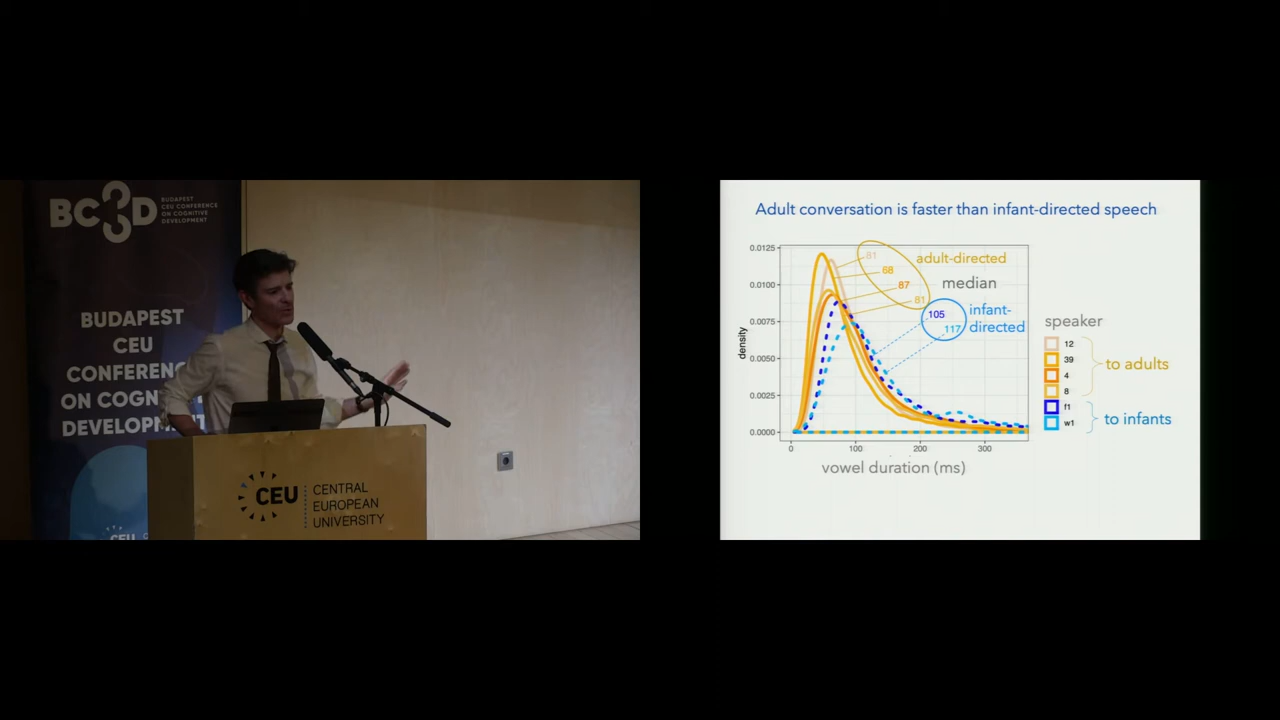 BC3D
BUDAPEST
CEU CONFERENCE
ON COGNITIVE
DEVELOPMENT
BUDAPEST
CEU
CONFERENC
ON COGN
DEVELOPM
CEU
CEU
CENTRAL
EUROPEAN
UNIVERSITY
Adult conversation is faster than infant-directed speech
0.0125
0.0100
0.0075
0.0050
0.0025
0.0000
density
81
68
87
81
adult-directed
median
105
117
infant-
directed
0
100
200
300
vowel duration (ms)
speaker
12
39
4
8
f1
w1
to adults
to infants